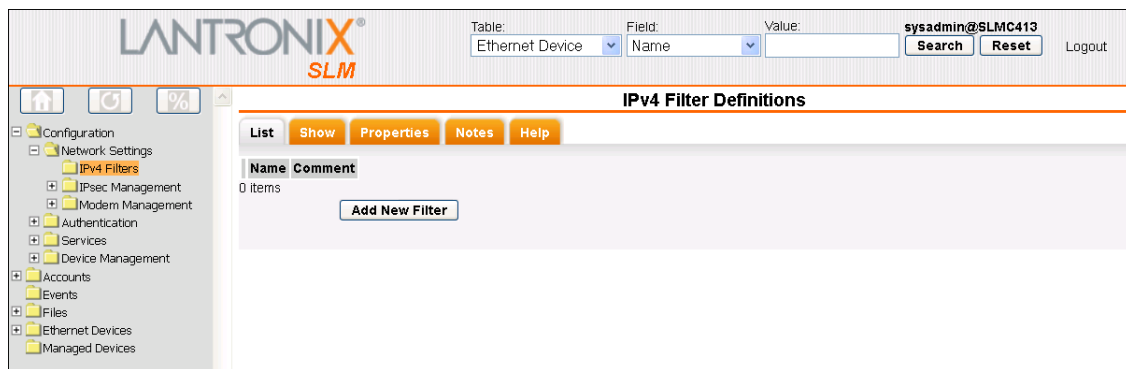 LANTRONIX®
SLM
Table: Field: Value: sysadmin@SLMC413
Ethernet Device Name Search Reset Logout
IPv4 Filter Definitions
List Show Properties Notes Help
Name Comment
0 items
Add New Filter
%
Configuration
Network Settings
IPv4 Filters
IPsec Management
Modem Management
Authentication
Services
Device Management
Accounts
Events
Files
Ethernet Devices
Managed Devices